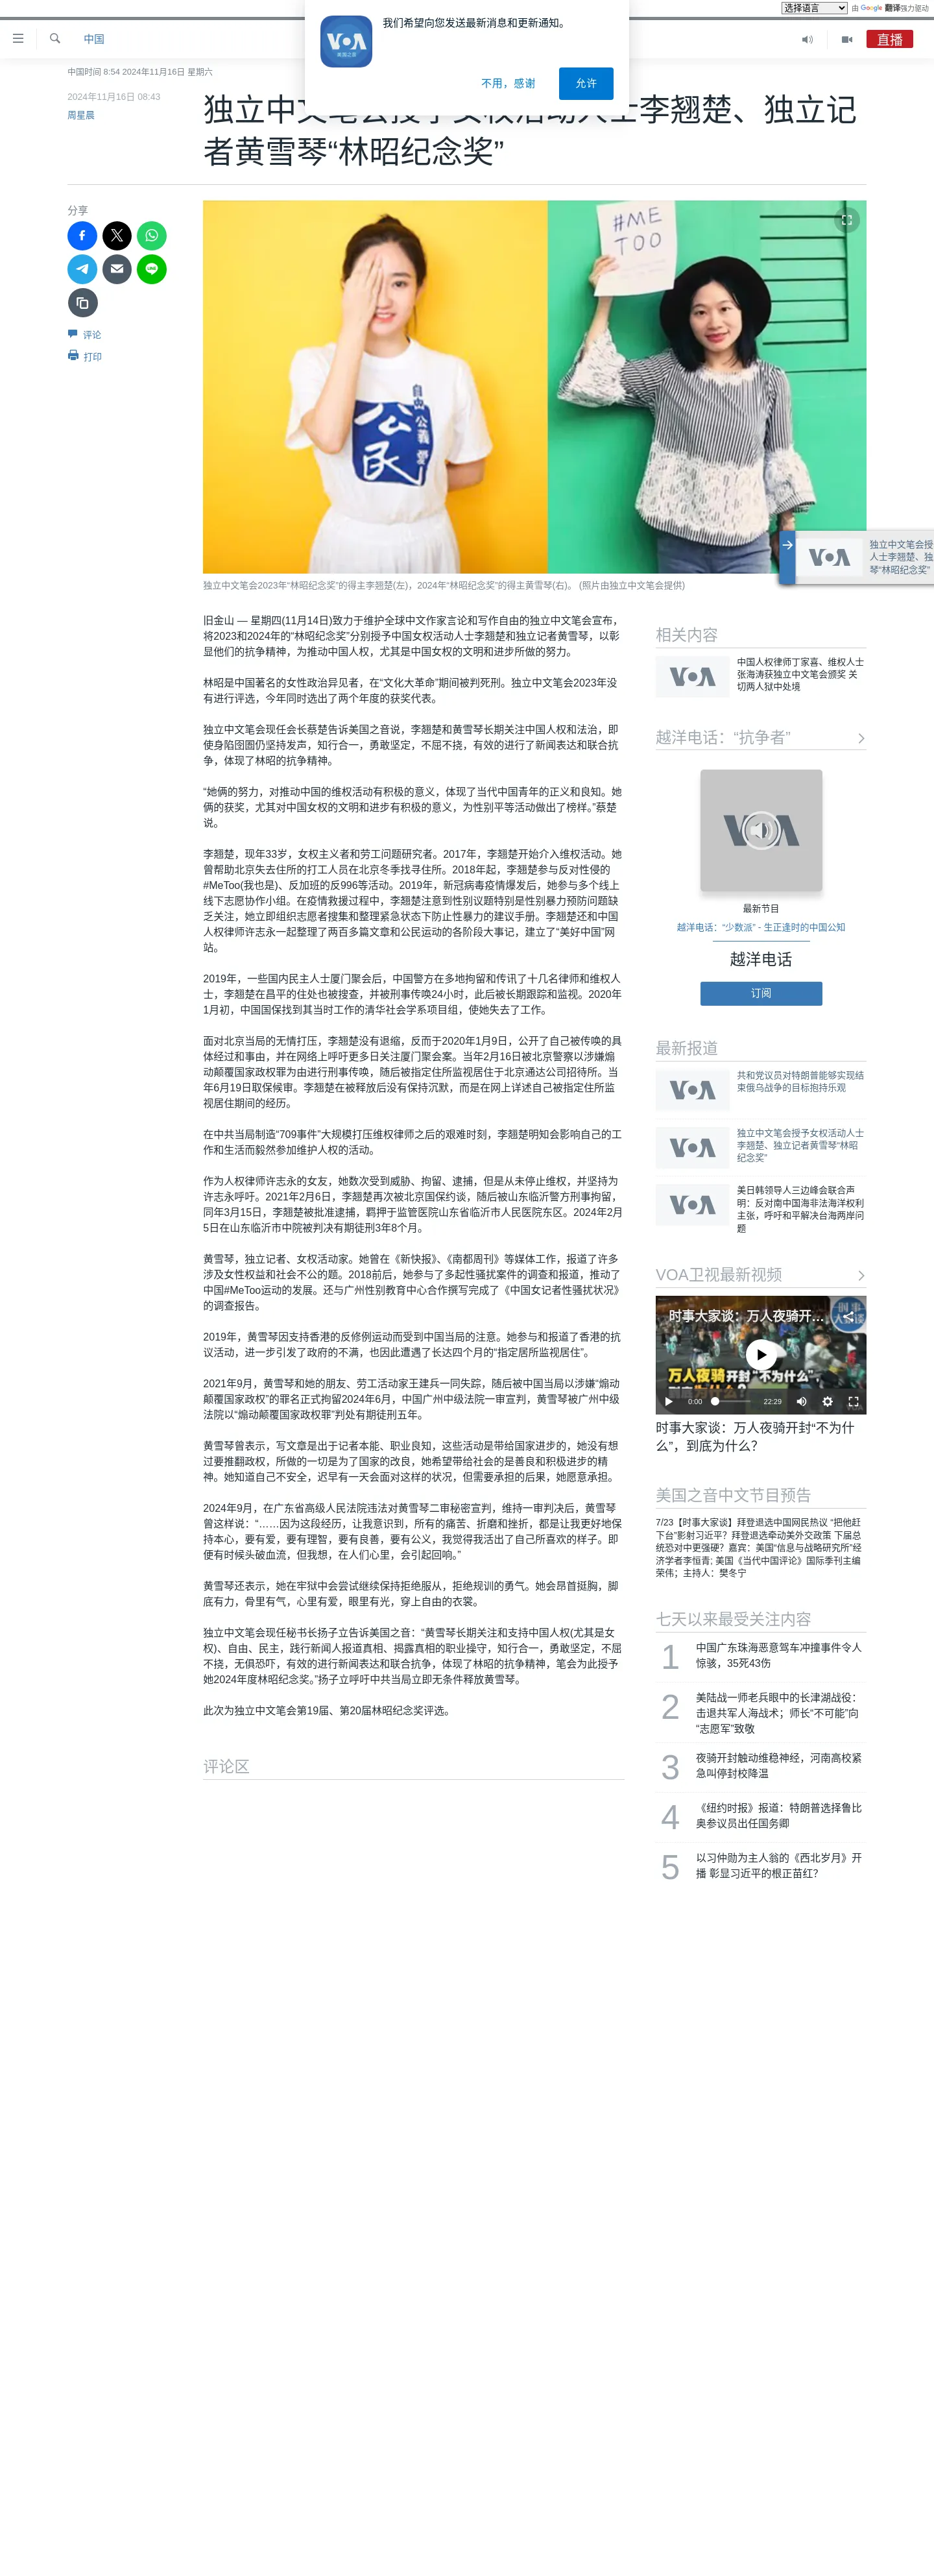 选择语言 由 Google 翻译强力驱动
我们希望向您发送最新消息和更新通知。
VOA
美国之音
不用，感谢
允许
中国
直播
中国时间 8:54 2024年11月16日 星期六
2024年11月16日 08:43
周星晨
独立中文笔会授予女权活动人士李翘楚、独立记
者黄雪琴“林昭纪念奖”
分享
评论
打印
#ME
TOO
自由 公義 愛
公民
独立中文笔会2023年“林昭纪念奖”的得主李翘楚(左)，2024年“林昭纪念奖”的得主黄雪琴(右)。 (照片由独立中文笔会提供)
VOA
独立中文笔会授
人士李翘楚、独
琴“林昭纪念奖”
旧金山 — 星期四(11月14日)致力于维护全球中文作家言论和写作自由的独立中文笔会宣布，
将2023和2024年的“林昭纪念奖”分别授予中国女权活动人士李翘楚和独立记者黄雪琴，以彰
显他们的抗争精神，为推动中国人权，尤其是中国女权的文明和进步所做的努力。
林昭是中国著名的女性政治异见者，在“文化大革命”期间被判死刑。独立中文笔会2023年没
有进行评选，今年同时选出了两个年度的获奖代表。
独立中文笔会现任会长蔡楚告诉美国之音说，李翘楚和黄雪琴长期关注中国人权和法治，即
使身陷囹圄仍坚持发声，知行合一，勇敢坚定，不屈不挠，有效的进行了新闻表达和联合抗
争，体现了林昭的抗争精神。
“她俩的努力，对推动中国的维权活动有积极的意义，体现了当代中国青年的正义和良知。她
俩的获奖，尤其对中国女权的文明和进步有积极的意义，为性别平等活动做出了榜样。”蔡楚
说。
李翘楚，现年33岁，女权主义者和劳工问题研究者。2017年，李翘楚开始介入维权活动。她
曾帮助北京失去住所的打工人员在北京冬季找寻住所。2018年起，李翘楚参与反对性侵的
#MeToo(我也是)、反加班的反996等活动。2019年，新冠病毒疫情爆发后，她参与多个线上
线下志愿协作小组。在疫情救援过程中，李翘楚注意到性别议题特别是性别暴力预防问题缺
乏关注，她立即组织志愿者搜集和整理紧急状态下防止性暴力的建议手册。李翘楚还和中国
人权律师许志永一起整理了两百多篇文章和公民运动的各阶段大事记，建立了“美好中国”网
站。
2019年，一些国内民主人士厦门聚会后，中国警方在多地拘留和传讯了十几名律师和维权人
士，李翘楚在昌平的住处也被搜查，并被刑事传唤24小时，此后被长期跟踪和监视。2020年
1月初，中国国保找到其当时工作的清华社会学系项目组，使她失去了工作。
面对北京当局的无情打压，李翘楚没有退缩，反而于2020年1月9日，公开了自己被传唤的具
体经过和事由，并在网络上呼吁更多日关注厦门聚会案。当年2月16日被北京警察以涉嫌煽
动颠覆国家政权罪为由进行刑事传唤，随后被指定住所监视居住于北京通达公司招待所。当
年6月19日取保候审。李翘楚在被释放后没有保持沉默，而是在网上详述自己被指定住所监
视居住期间的经历。
在中共当局制造“709事件”大规模打压维权律师之后的艰难时刻，李翘楚明知会影响自己的工
作和生活而毅然参加维护人权的活动。
作为人权律师许志永的女友，她数次受到威胁、拘留、逮捕，但是从未停止维权，并坚持为
许志永呼吁。2021年2月6日，李翘楚再次被北京国保约谈，随后被山东临沂警方刑事拘留，
同年3月15日，李翘楚被批准逮捕，羁押于监管医院山东省临沂市人民医院东区。2024年2月
5日在山东临沂市中院被判决有期徒刑3年8个月。
黄雪琴，独立记者、女权活动家。她曾在《新快报》、《南都周刊》等媒体工作，报道了许多
涉及女性权益和社会不公的题。2018前后，她参与了多起性骚扰案件的调查和报道，推动了
中国#MeToo运动的发展。还与广州性别教育中心合作撰写完成了《中国女记者性骚扰状况》
的调查报告。
2019年，黄雪琴因支持香港的反修例运动而受到中国当局的注意。她参与和报道了香港的抗
议活动，进一步引发了政府的不满，也因此遭遇了长达四个月的“指定居所监视居住”。
2021年9月，黄雪琴和她的朋友、劳工活动家王建兵一同失踪，随后被中国当局以涉嫌“煽动
颠覆国家政权”的罪名正式拘捕2024年6月，中国广州中级法院一审宣判，黄雪琴被广州中级
法院以“煽动颠覆国家政权罪”判处有期徒刑五年。
黄雪琴曾表示，写文章是出于记者本能、职业良知，这些活动是带给国家进步的，她没有想
过要推翻政权，所做的一切是为了国家的改良，她希望带给社会的是善良和积极进步的精
神。她知道自己不安全，迟早有一天会面对这样的状况，但需要承担的后果，她愿意承担。
2024年9月，在广东省高级人民法院违法对黄雪琴二审秘密宣判，维持一审判决后，黄雪琴
曾这样说：“……因为这段经历，让我意识到，所有的痛苦、折磨和挫折，都是让我更好地保
持本心，要有爱，要有理智，要有良善，要有公义，我觉得我活出了自己所喜欢的样子。即
便有时候头破血流，但我想，在人们心里，会引起回响。”
黄雪琴还表示，她在牢狱中会尝试继续保持拒绝服从，拒绝规训的勇气。她会昂首挺胸，脚
底有力，骨里有气，心里有爱，眼里有光，穿上自由的衣裳。
独立中文笔会现任秘书长扬子立告诉美国之音：“黄雪琴长期关注和支持中国人权(尤其是女
权)、自由、民主，践行新闻人报道真相、揭露真相的职业操守，知行合一，勇敢坚定，不屈
不挠，无俱恐吓，有效的进行新闻表达和联合抗争，体现了林昭的抗争精神，笔会为此授予
她2024年度林昭纪念奖。”扬子立呼吁中共当局立即无条件释放黄雪琴。
此次为独立中文笔会第19届、第20届林昭纪念奖评选。
评论区
相关内容
VOA
中国人权律师丁家喜、维权人士
张海涛获独立中文笔会颁奖 关
切两人狱中处境
越洋电话：“抗争者”
VOA
最新节目
越洋电话：“少数派” - 生正逢时的中国公知
越洋电话
订阅
最新报道
VOA
共和党议员对特朗普能够实现结
束俄乌战争的目标抱持乐观
VOA
独立中文笔会授予女权活动人士
李翘楚、独立记者黄雪琴“林昭
纪念奖”
VOA
美日韩领导人三边峰会联合声
明：反对南中国海非法海洋权利
主张，呼吁和平解决台海两岸问
题
VOA卫视最新视频
时事大家谈：万人夜骑开…
万人夜骑开封“不为什么”
0:00 22:29
时事大家谈：万人夜骑开封“不为什
么”，到底为什么？
美国之音中文节目预告
7/23【时事大家谈】拜登退选中国网民热议 “把他赶
下台”影射习近平？拜登退选牵动美外交政策 下届总
统恐对中更强硬？嘉宾：美国“信息与战略研究所”经
济学者李恒青; 美国《当代中国评论》国际季刊主编
荣伟；主持人：樊冬宁
七天以来最受关注内容
1 中国广东珠海恶意驾车冲撞事件令人
惊骇，35死43伤
2 美陆战一师老兵眼中的长津湖战役：
击退共军人海战术；师长“不可能”向
“志愿军”致敬
3 夜骑开封触动维稳神经，河南高校紧
急叫停封校降温
4 《纽约时报》报道：特朗普选择鲁比
奥参议员出任国务卿
5 以习仲勋为主人翁的《西北岁月》开
播 彰显习近平的根正苗红？